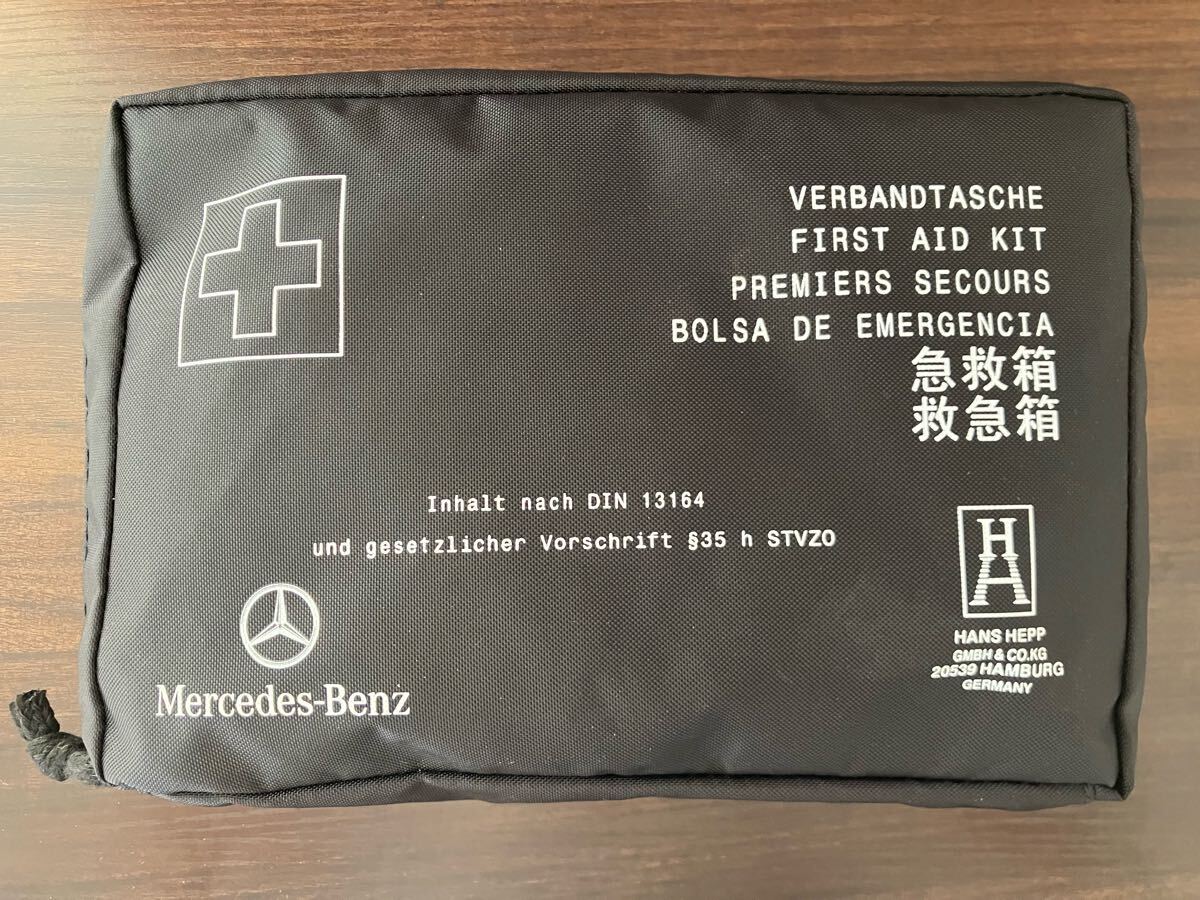 VERBANDTASCHE
FIRST AID KIT
PREMIERS SECOURS
BOLSA DE EMERGENCIA
急救箱
救急箱
Inhalt nach DIN 13164
und gesetzlicher Vorschrift §35 h STVZO
Mercedes-Benz
HA
HANS HEPP
GMBH & CO.KG
20539 HAMBURG
GERMANY